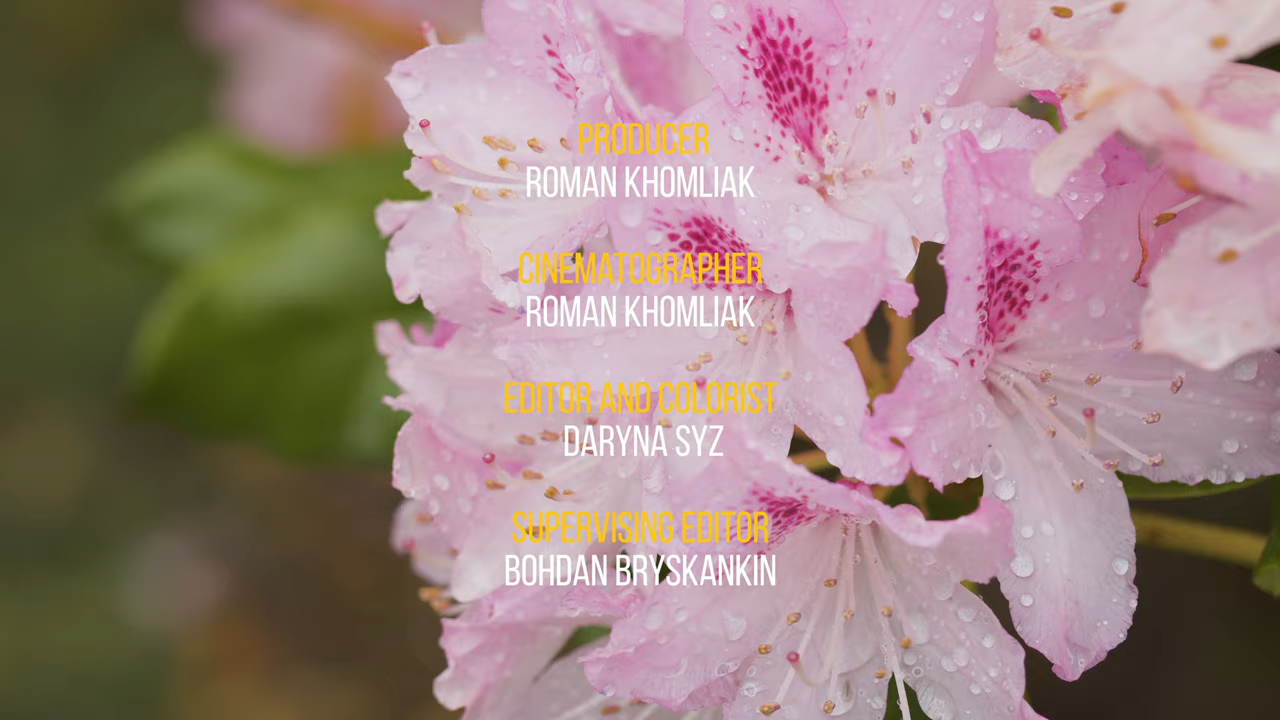 PRODUCER
ROMAN KHOMLIAK
CINEMATOGRAPHER
ROMAN KHOMLIAK
EDITOR AND COLORIST
DARYNA SYZ
SUPERVISING EDITOR
BOHDAN BRYSKANKIN